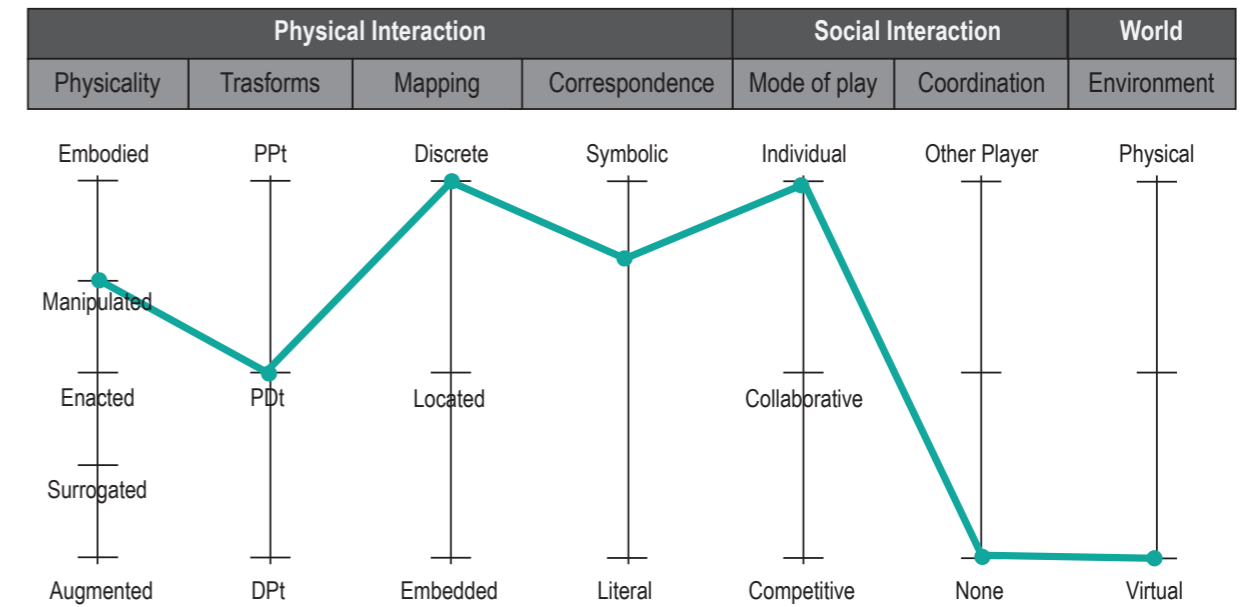 Physical Interaction Social Interaction World
Physicality Trasforms Mapping Correspondence Mode of play Coordination Environment
Embodied PPt Discrete Symbolic Individual Other Player Physical
Manipulated
Enacted PDt Located Collaborative
Surrogated
Augmented DPt Embedded Literal Competitive None Virtual